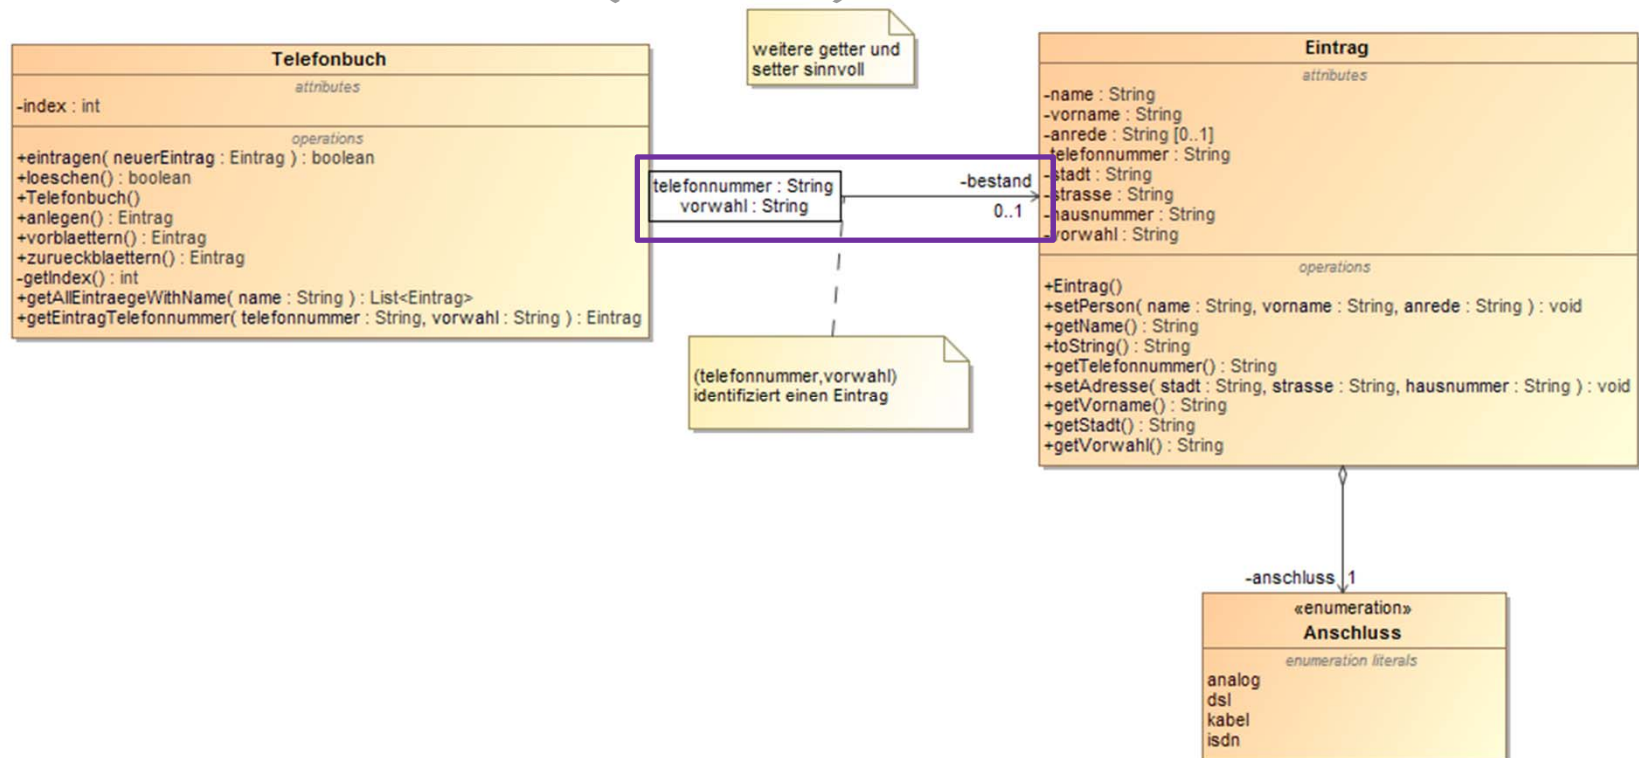 Telefonbuch
attributes
-index : int
operations
+eintragen( neuerEintrag : Eintrag ) : boolean
+loeschen() : boolean
+Telefonbuch()
+anlegen() : Eintrag
+vorblaettern() : Eintrag
+zurueckblaettern() : Eintrag
-getIndex() : int
+getAllEintraegeWithName( name : String ) : List<Eintrag>
+getEintragTelefonnummer( telefonnummer : String, vorwahl : String ) : Eintrag
weitere getter und
setter sinnvoll
telefonnummer : String
vorwahl : String
-bestand
0..1
(telefonnummer,vorwahl)
identifiziert einen Eintrag
Eintrag
attributes
-name : String
-vorname : String
-anrede : String [0..1]
-telefonnummer : String
-stadt : String
-strasse : String
-hausnummer : String
-vorwahl : String
operations
+Eintrag()
+setPerson( name : String, vorname : String, anrede : String ) : void
+getName() : String
+toString() : String
+getTelefonnummer() : String
+setAdresse( stadt : String, strasse : String, hausnummer : String ) : void
+getVorname() : String
+getStadt() : String
+getVorwahl() : String
-anschluss 1
«enumeration»
Anschluss
enumeration literals
analog
dsl
kabel
isdn